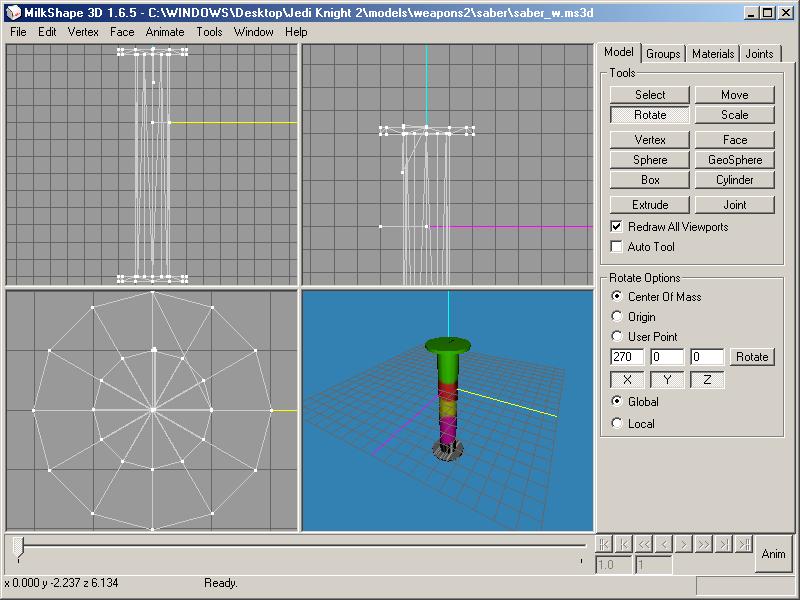 MilkShape 3D 1.6.5 - C:\WINDOWS\Desktop\Jedi Knight 2\models\weapons2\saber\saber_w.ms3d
File Edit Vertex Face Animate Tools Window Help
Model Groups Materials Joints
Tools
Select Move
Rotate Scale
Vertex Face
Sphere GeoSphere
Box Cylinder
Extrude Joint
Redraw All Viewports
Auto Tool
Rotate Options
Center Of Mass
Origin
User Point
270 0 0 Rotate
X Y Z
Global
Local
1.0 1 Anim
x 0.000 y -2.237 z 6.134 Ready.